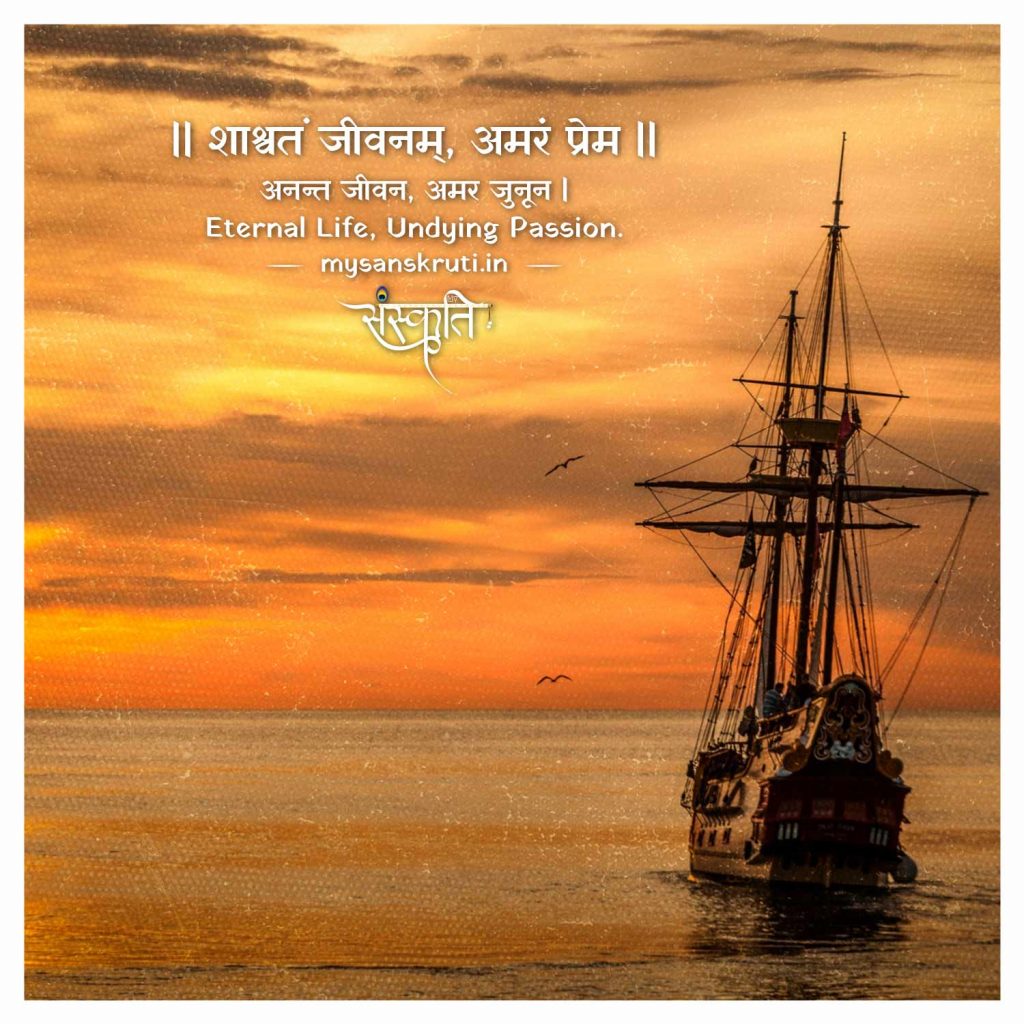 ॥ शाश्वतं जीवनम्, अमरं प्रेम ॥
अनन्त जीवन, अमर जुनून।
Eternal Life, Undying Passion.
mysanskruti.in
संस्कृति